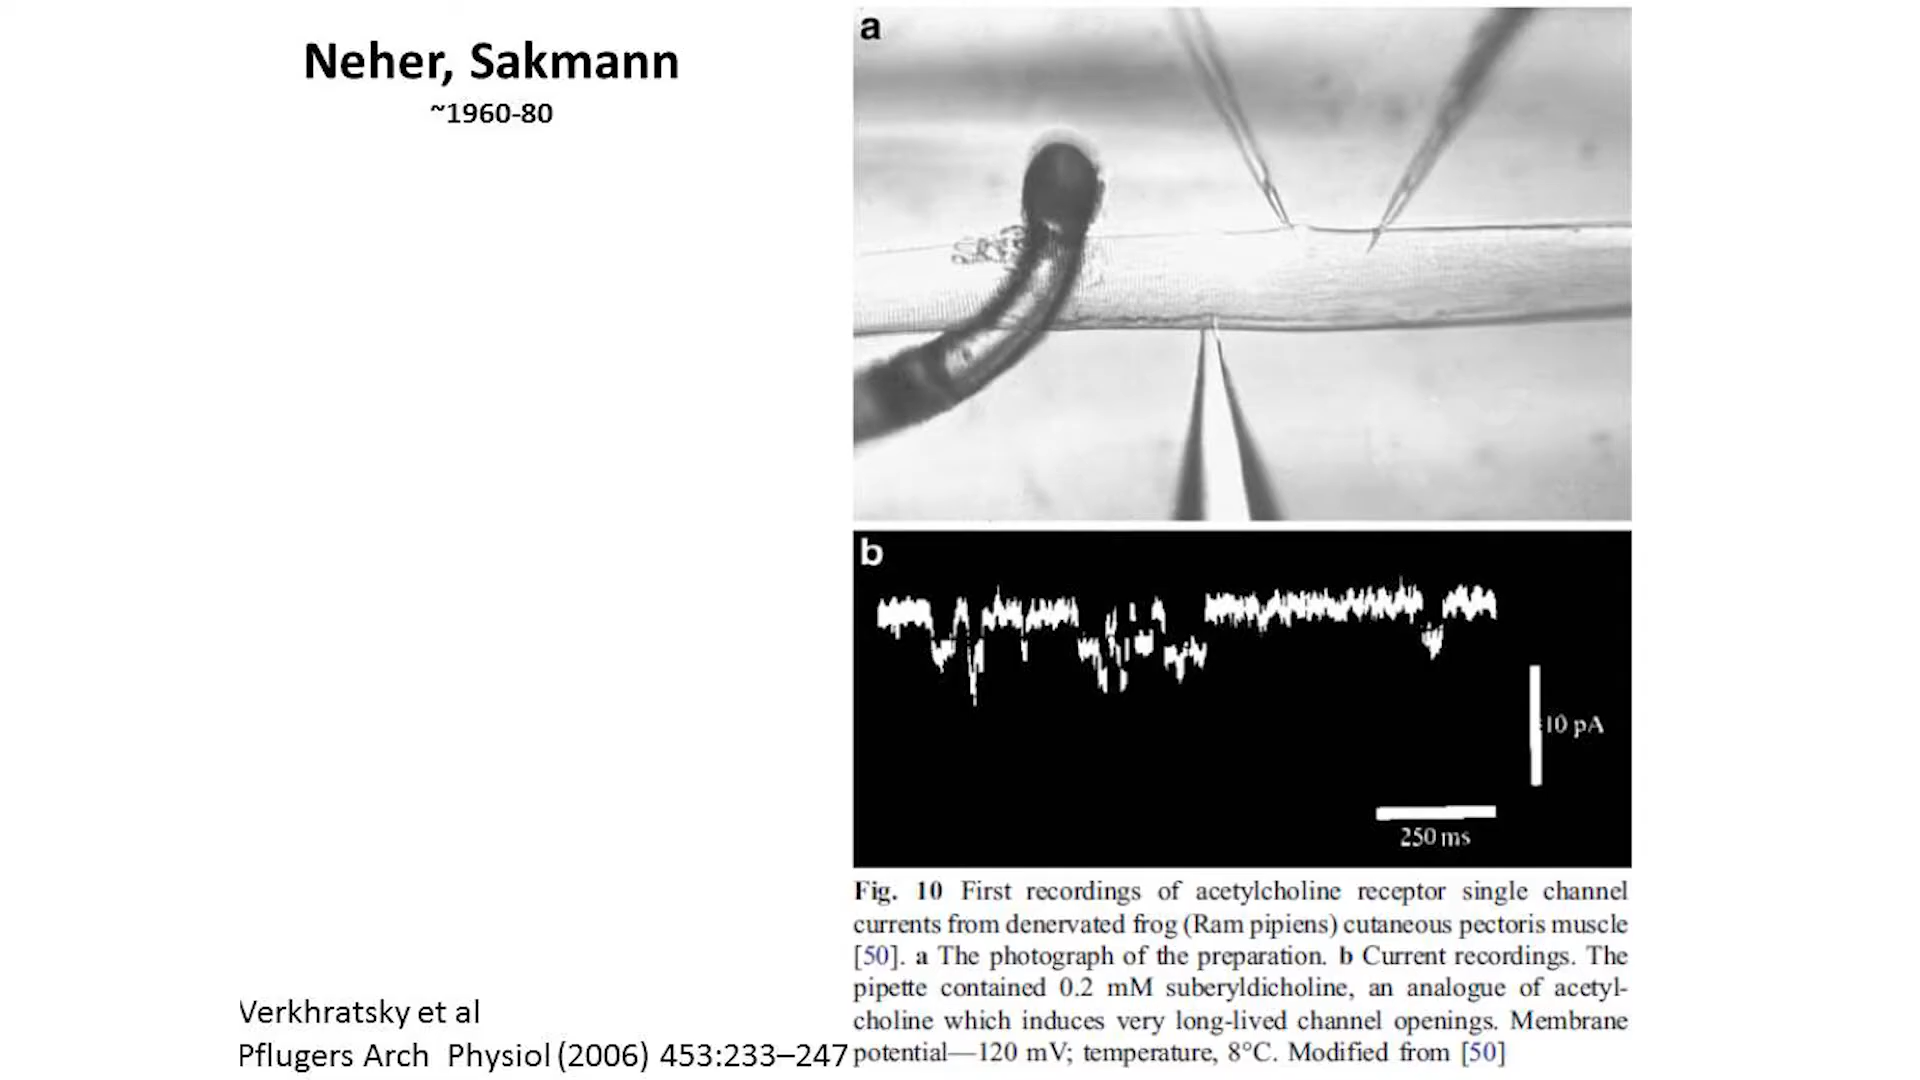 Neher, Sakmann
~1960-80
a
b
10 pA
250 ms
Fig. 10 First recordings of acetylcholine receptor single channel
currents from denervated frog (Ram pipiens) cutaneous pectoris muscle
[50]. a The photograph of the preparation. b Current recordings. The
pipette contained 0.2 mM suberyldicholine, an analogue of acetyl-
choline which induces very long-lived channel openings. Membrane
potential—120 mV; temperature, 8°C. Modified from [50]
Verkhratsky et al
Pflugers Arch Physiol (2006) 453:233–247